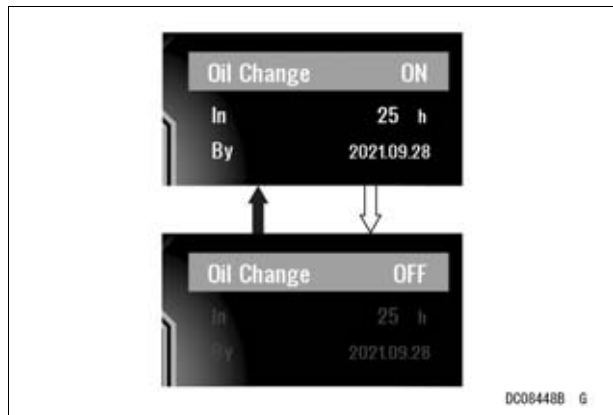 Oil Change ON
In 25 h
By 2021.09.28
Oil Change OFF
In 25 h
By 2021.09.28
DC08448B G